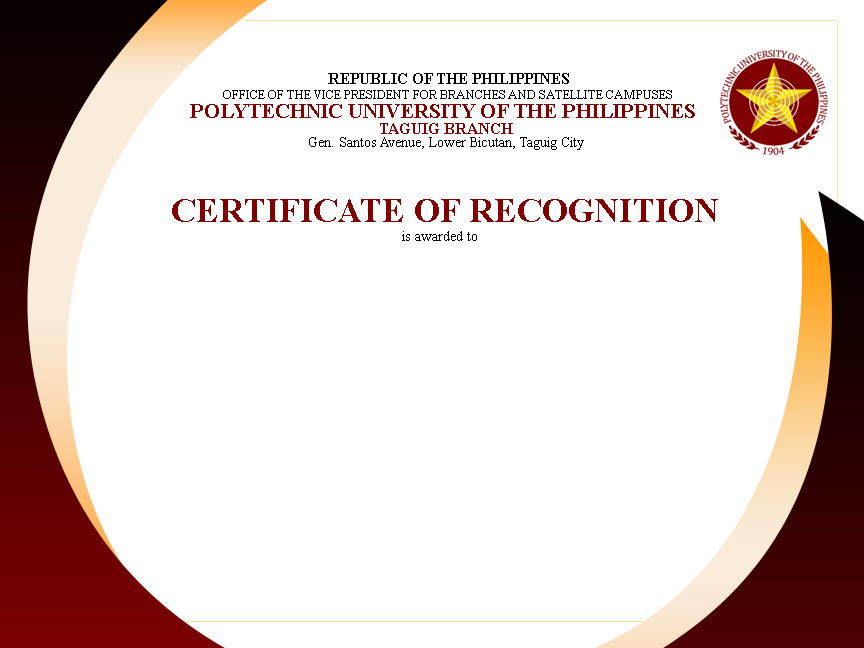 REPUBLIC OF THE PHILIPPINES
OFFICE OF THE VICE PRESIDENT FOR BRANCHES AND SATELLITE CAMPUSES
POLYTECHNIC UNIVERSITY OF THE PHILIPPINES
TAGUIG BRANCH
Gen. Santos Avenue, Lower Bicutan, Taguig City
POLYTECHNIC UNIVERSITY OF THE PHILIPPINES
1904
CERTIFICATE OF RECOGNITION
is awarded to